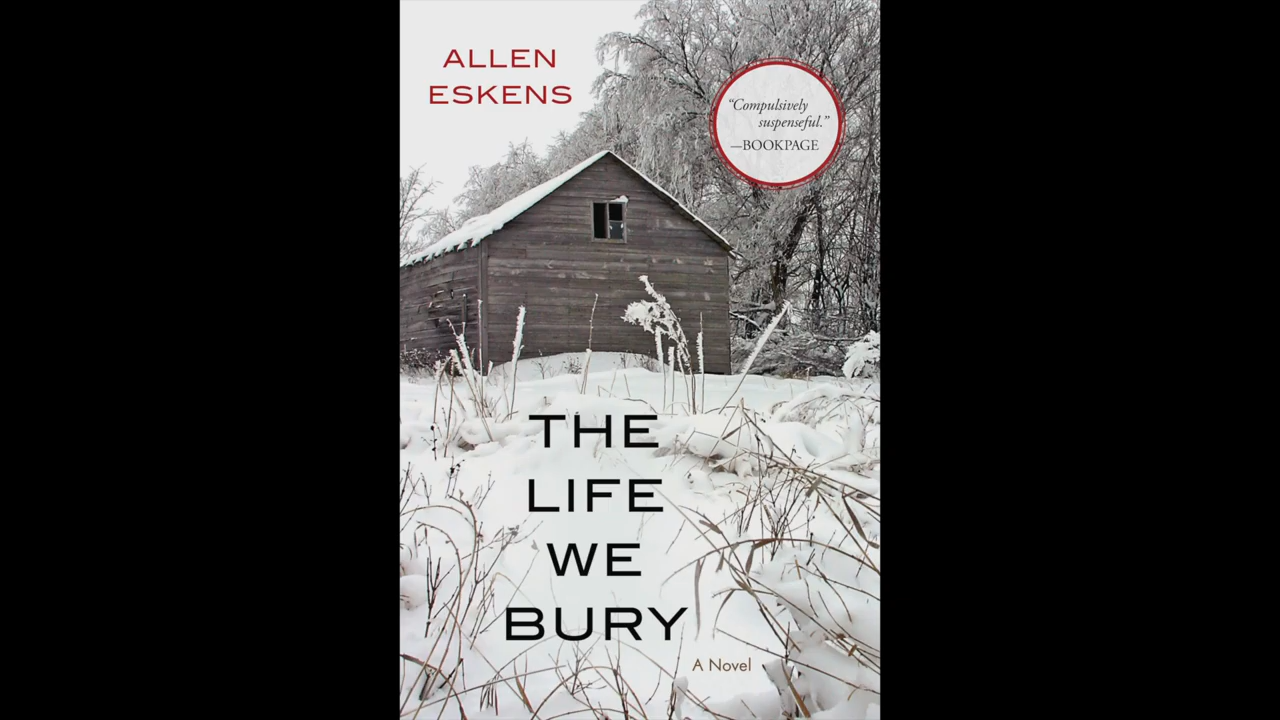 ALLEN
ESKENS
“Compulsively
suspenseful.”
—BOOKPAGE
THE
LIFE
WE
BURY
A Novel